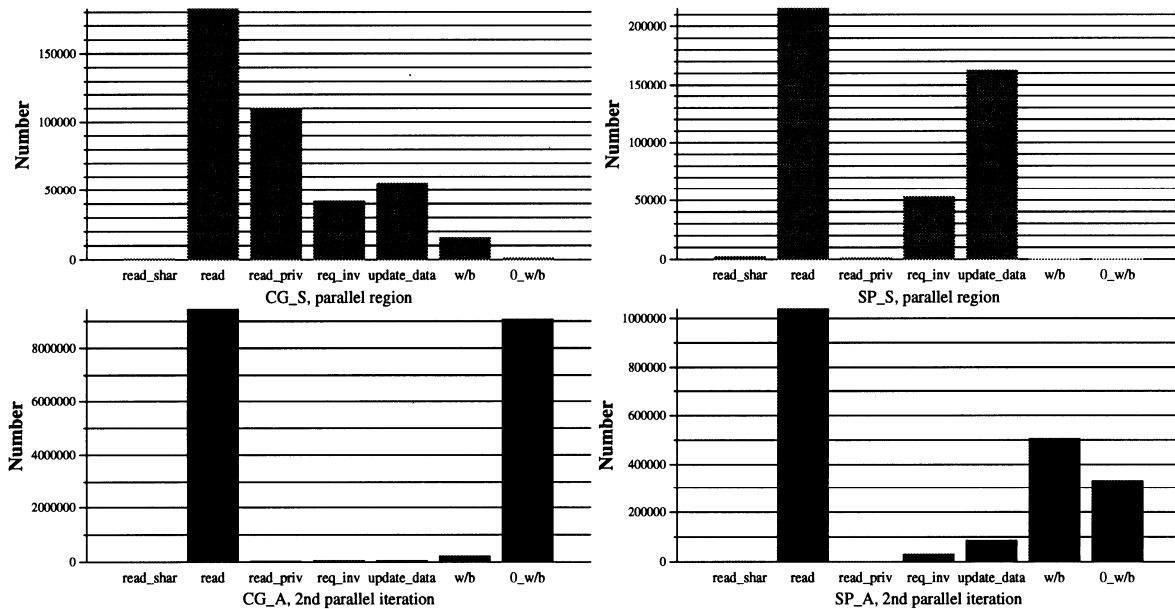 Number
150000
100000
50000
0
read_shar read read_priv req_inv update_data w/b 0_w/b
CG_S, parallel region
Number
200000
150000
100000
50000
0
read_shar read read_priv req_inv update_data w/b 0_w/b
SP_S, parallel region
Number
8000000
6000000
4000000
2000000
0
read_shar read read_priv req_inv update_data w/b 0_w/b
CG_A, 2nd parallel iteration
Number
1000000
800000
600000
400000
200000
0
read_shar read read_priv req_inv update_data w/b 0_w/b
SP_A, 2nd parallel iteration